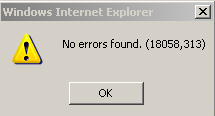 Windows Internet Explorer
No errors found. (18058,313)
OK